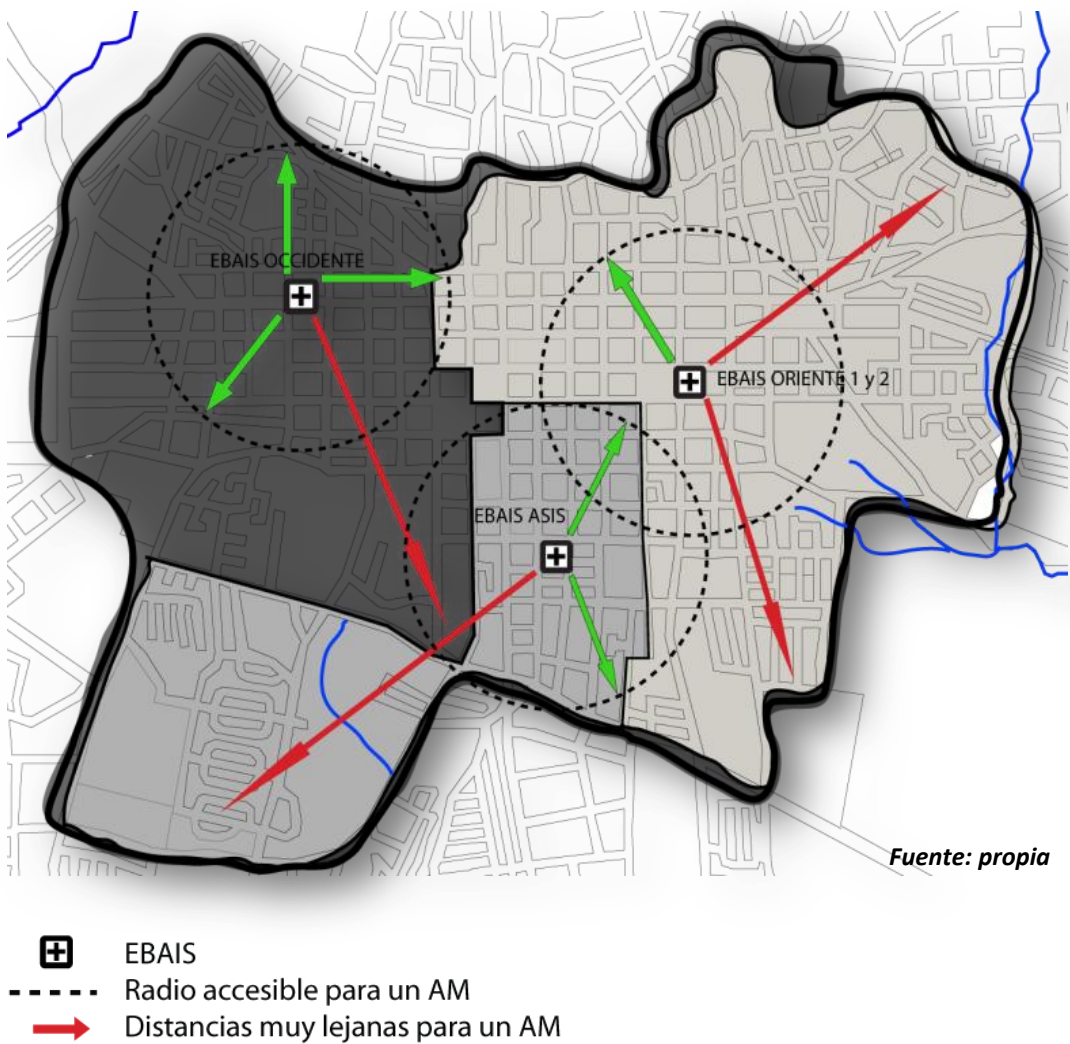 EBAIS OCCIDENTE
EBAIS ORIENTE 1 y 2
EBAIS ASIS
Fuente: propia
EBAIS
Radio accesible para un AM
Distancias muy lejanas para un AM